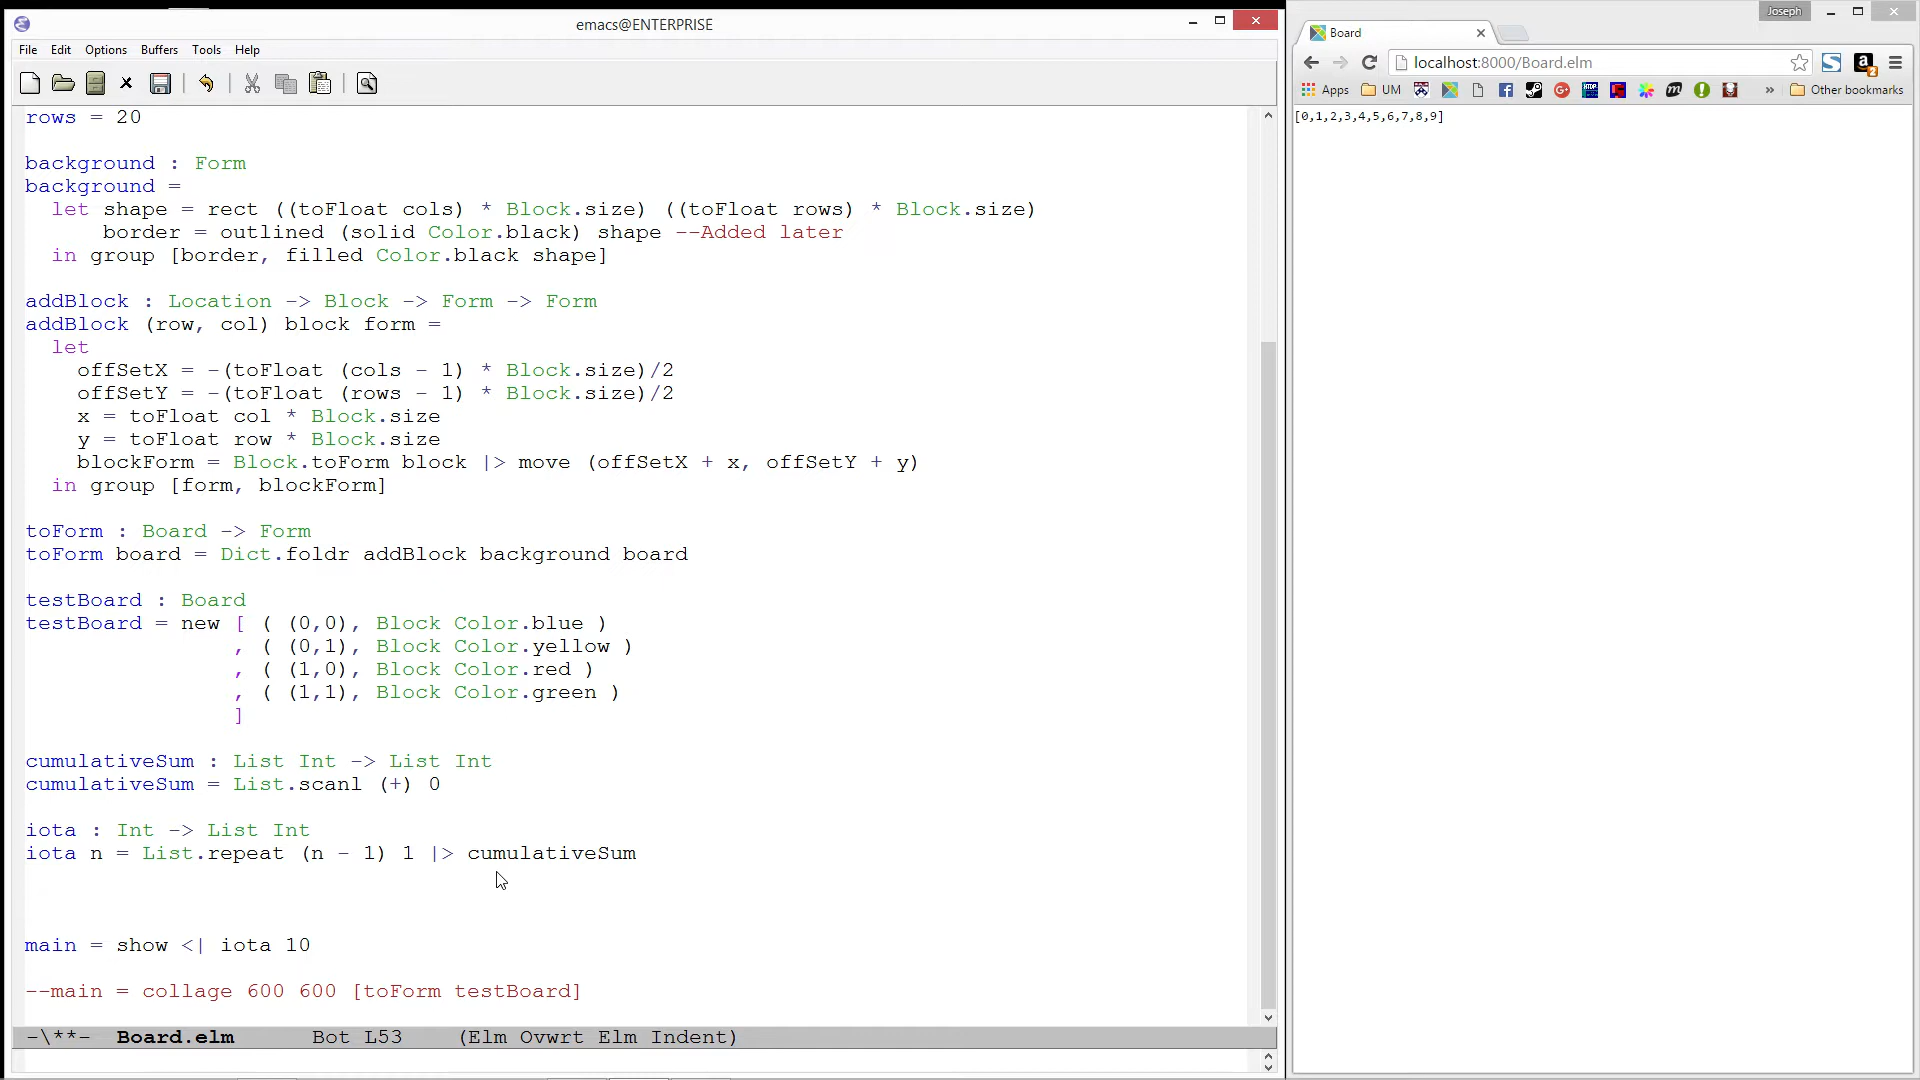 emacs@ENTERPRISE
File Edit Options Buffers Tools Help
rows = 20
background : Form
background =
let shape = rect ((toFloat cols) * Block.size) ((toFloat rows) * Block.size)
border = outlined (solid Color.black) shape --Added later
in group [border, filled Color.black shape]
addBlock : Location -> Block -> Form -> Form
addBlock (row, col) block form =
let
offSetX = -(toFloat (cols - 1) * Block.size)/2
offSetY = -(toFloat (rows - 1) * Block.size)/2
x = toFloat col * Block.size
y = toFloat row * Block.size
blockForm = Block.toForm block |> move (offSetX + x, offSetY + y)
in group [form, blockForm]
toForm : Board -> Form
toForm board = Dict.foldr addBlock background board
testBoard : Board
testBoard = new [ ( (0,0), Block Color.blue )
, ( (0,1), Block Color.yellow )
, ( (1,0), Block Color.red )
, ( (1,1), Block Color.green )
]
cumulativeSum : List Int -> List Int
cumulativeSum = List.scanl (+) 0
iota : Int -> List Int
iota n = List.repeat (n - 1) 1 |> cumulativeSum
main = show <| iota 10
--main = collage 600 600 [toForm testBoard]
-\**- Board.elm Bot L53 (Elm Ovwrt Elm Indent)
Joseph
Board
localhost:8000/Board.elm
Apps UM » Other bookmarks
[0,1,2,3,4,5,6,7,8,9]